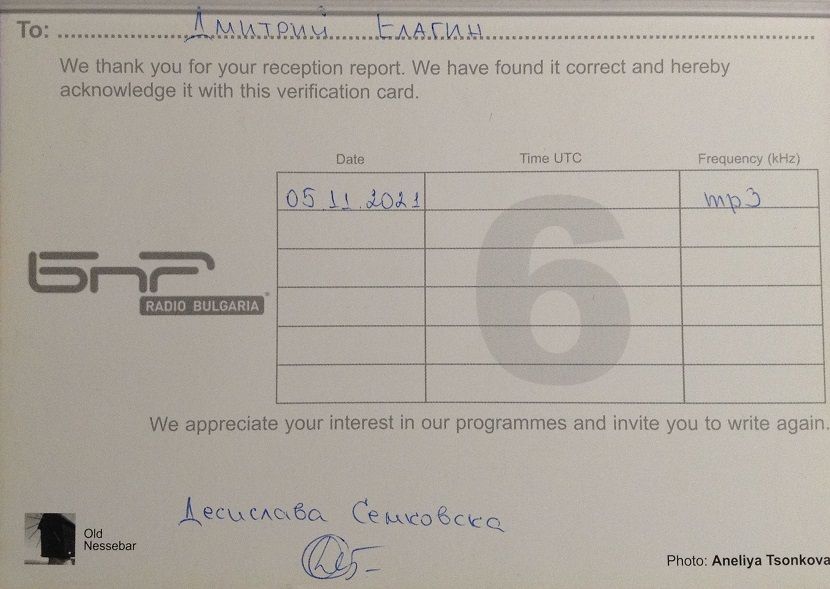 To: Дмитрий Елагин
We thank you for your reception report. We have found it correct and hereby
acknowledge it with this verification card.
Date Time UTC Frequency (kHz)
05.11.2021 mp3
6
БНР
RADIO BULGARIA
We appreciate your interest in our programmes and invite you to write again.
Десислава Семковска
Old
Nessebar
Photo: Aneliya Tsonkova